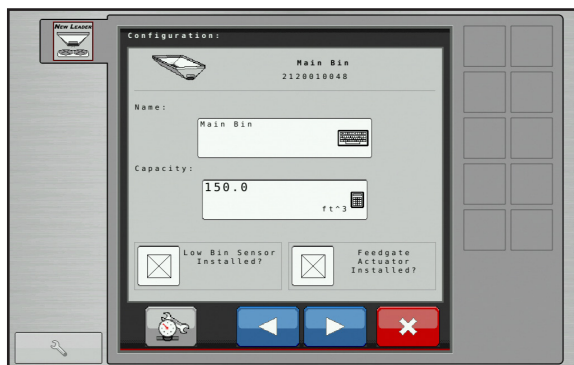 NEW LEADER
Configuration:
Main Bin
2120010048
Name:
Main Bin
Capacity:
150.0
ft^3
Low Bin Sensor
Installed?
Feedgate
Actuator
Installed?